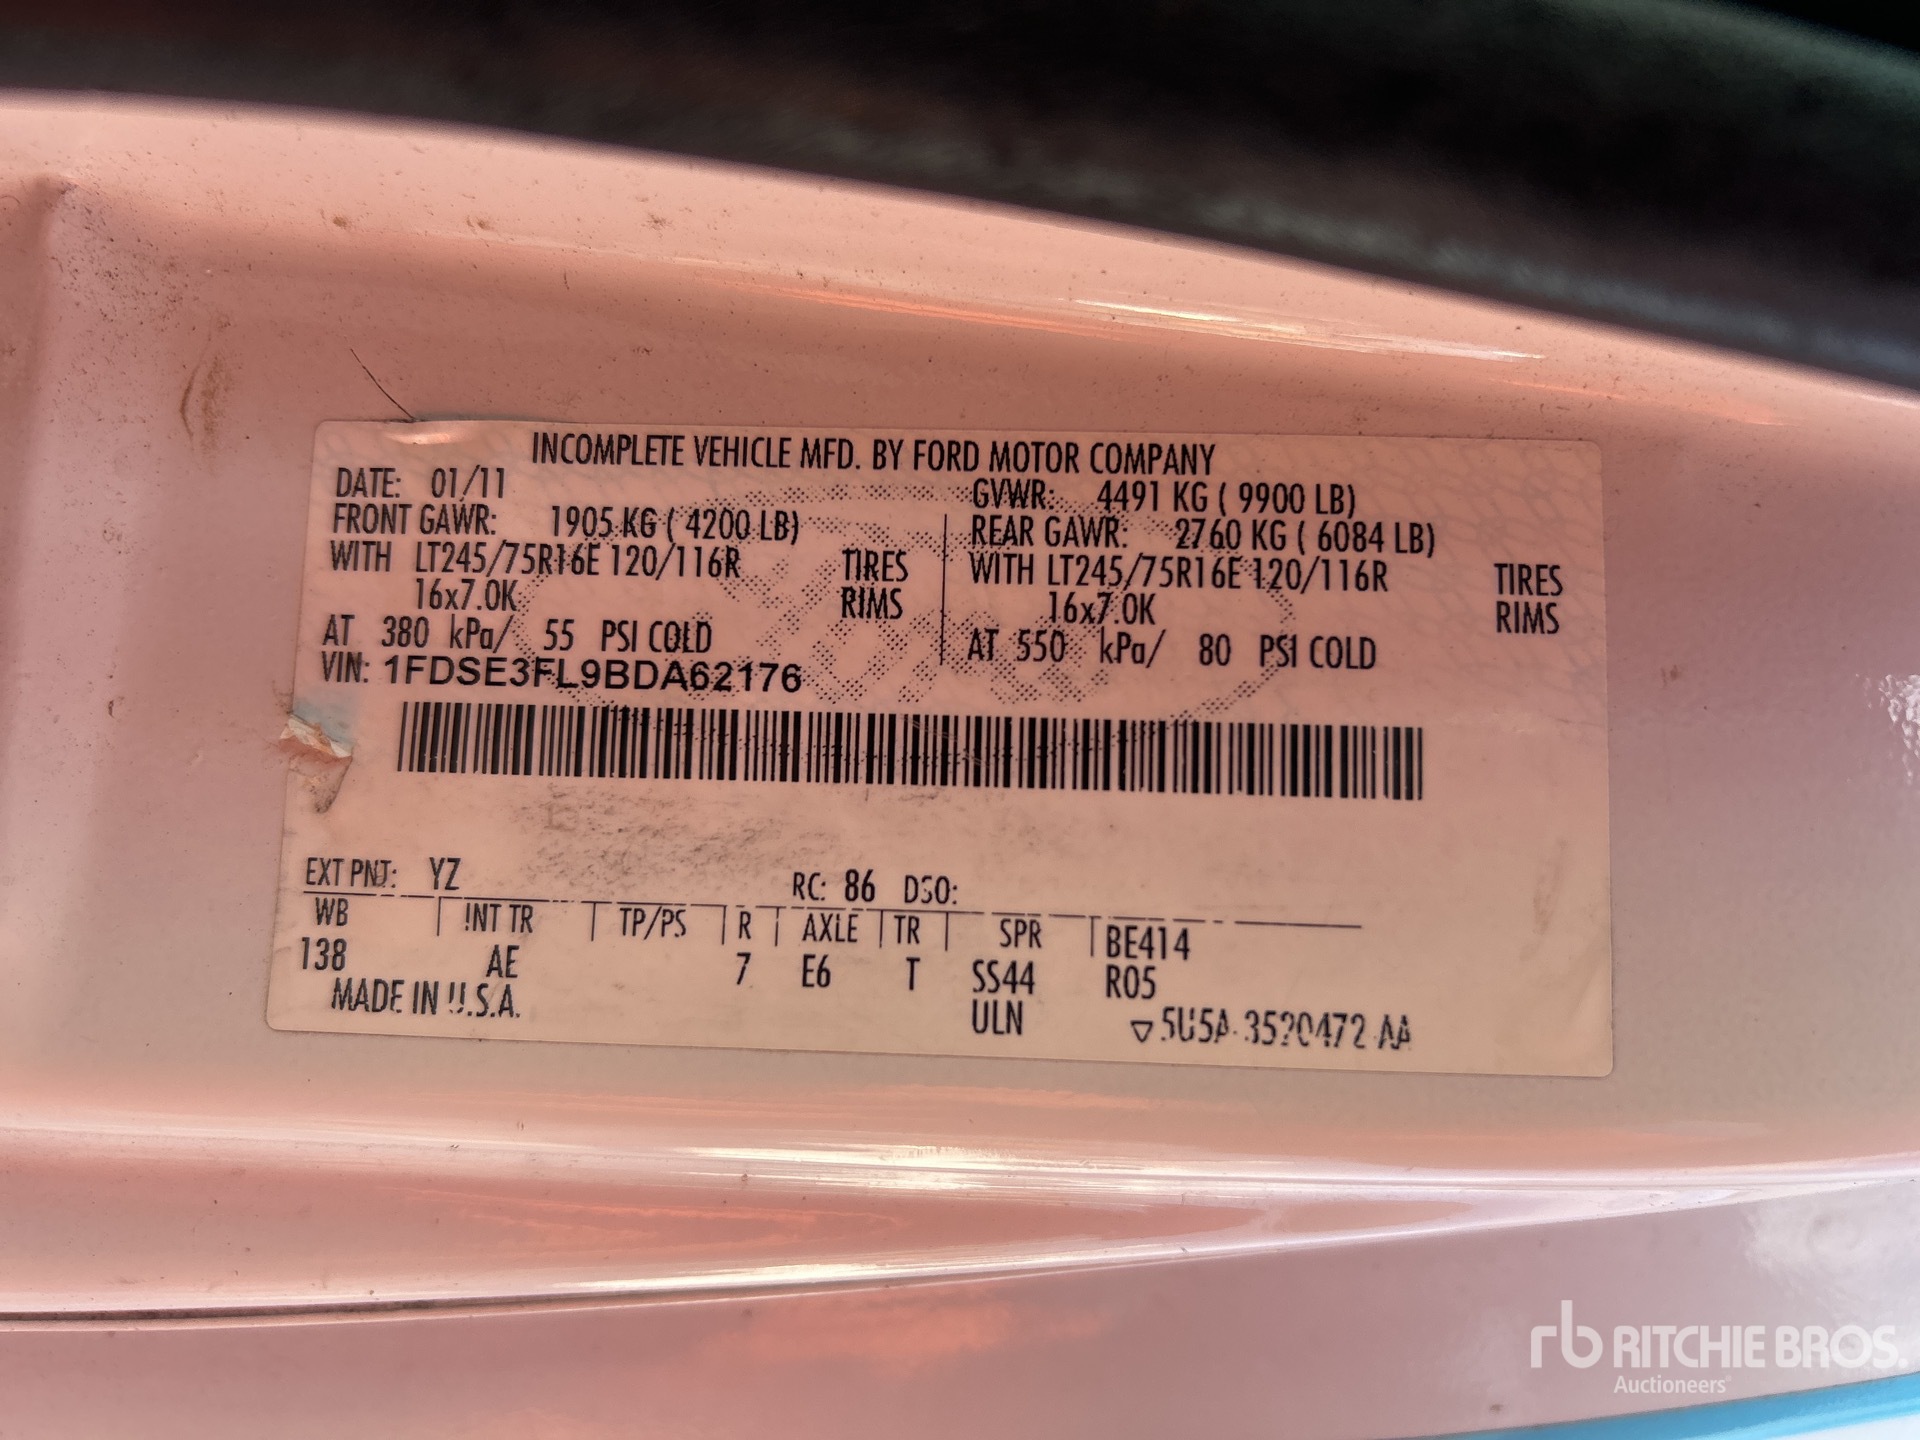 INCOMPLETE VEHICLE MFD. BY FORD MOTOR COMPANY
DATE: 01/11 GVWR: 4491 KG ( 9900 LB)
FRONT GAWR: 1905 KG ( 4200 LB) REAR GAWR: 2760 KG ( 6084 LB)
WITH LT245/75R16E 120/116R TIRES WITH LT245/75R16E 120/116R TIRES
16x7.0K RIMS 16x7.0K RIMS
AT 380 kPa/ 55 PSI COLD AT 550 kPa/ 80 PSI COLD
VIN: 1FDSE3FL9BDA62176
EXT PNT: YZ RC: 86 DSO:
WB INT TR TP/PS R AXLE TR SPR BE414
138 AE 7 E6 T SS44 R05
MADE IN U.S.A. ULN ▽5U5A-3520472-AA
rb RITCHIE BROS.
Auctioneers